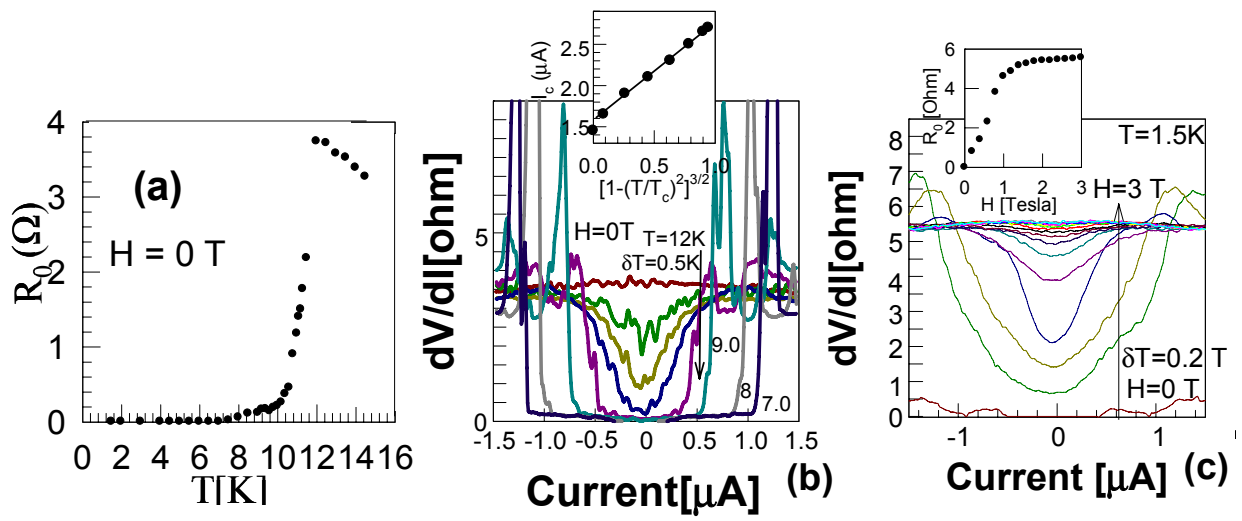 4
3
2
1
0
R₀ (Ω)
(a)
H = 0 T
0 2 4 6 8 10 12 14 16
T[K]
2.5
2.0
1.5
I_c (μA)
0.0 0.5 1.0
[1-(T/T_c)²]^3/2
5
0
dV/dI[ohm]
H=0T
T=12K
δT=0.5K
9.0
8
7.0
-1.5 -1.0 -0.5 0 0.5 1.0 1.5
Current[μA]
(b)
6
4
2
0
R₀ [Ohm]
0 1 2 3
H [Tesla]
8
7
6
5
4
3
2
1
0
dV/dI[ohm]
T=1.5K
H=3 T
δT=0.2 T
H=0 T
-1 0 1
Current [μA]
(c)